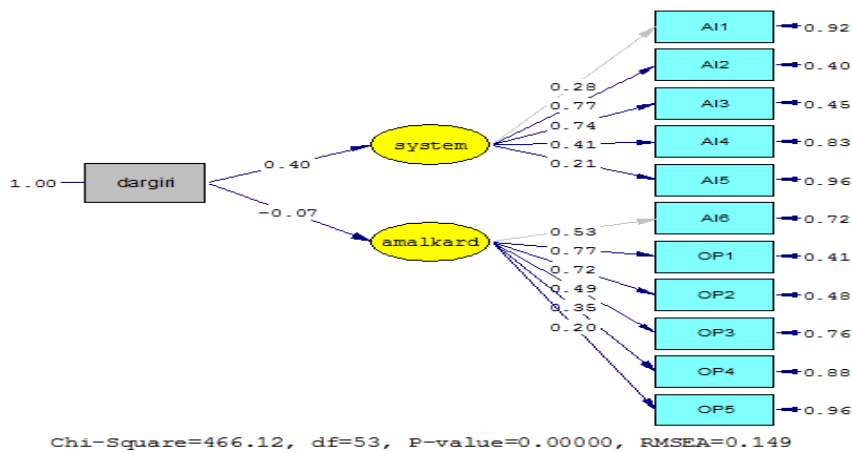 AI1
0.92
AI2
0.40
0.28
0.77
AI3
0.45
0.74
system
0.41
AI4
0.83
0.40
0.21
1.00
dargiri
AI5
0.96
-0.07
AI6
0.72
0.53
amalkard
0.77
OP1
0.41
0.72
0.49
OP2
0.48
0.35
0.20
OP3
0.76
OP4
0.88
OP5
0.96
Chi-Square=466.12, df=53, P-value=0.00000, RMSEA=0.149